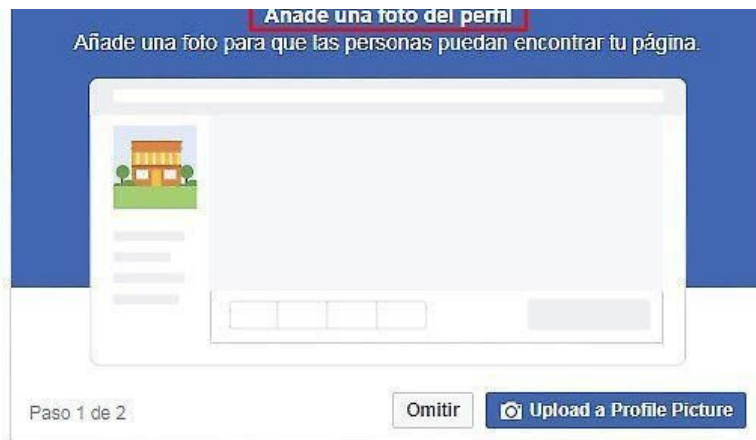 Añade una foto del perfil
Añade una foto para que las personas puedan encontrar tu página.
Paso 1 de 2
Omitir
Upload a Profile Picture